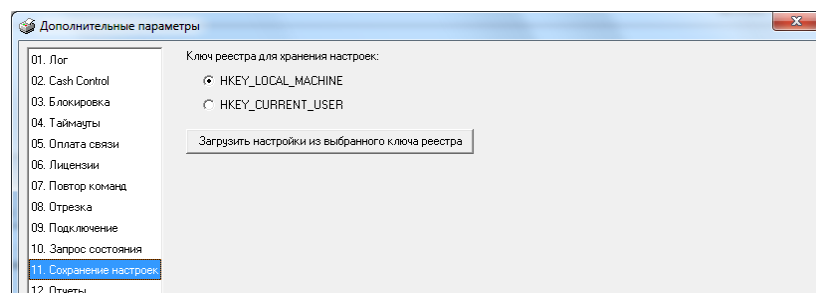 Дополнительные параметры
01. Лог
02. Cash Control
03. Блокировка
04. Таймауты
05. Оплата связи
06. Лицензии
07. Повтор команд
08. Отрезка
09. Подключение
10. Запрос состояния
11. Сохранение настроек
12. Отчеты
Ключ реестра для хранения настроек:
HKEY_LOCAL_MACHINE
HKEY_CURRENT_USER
Загрузить настройки из выбранного ключа реестра